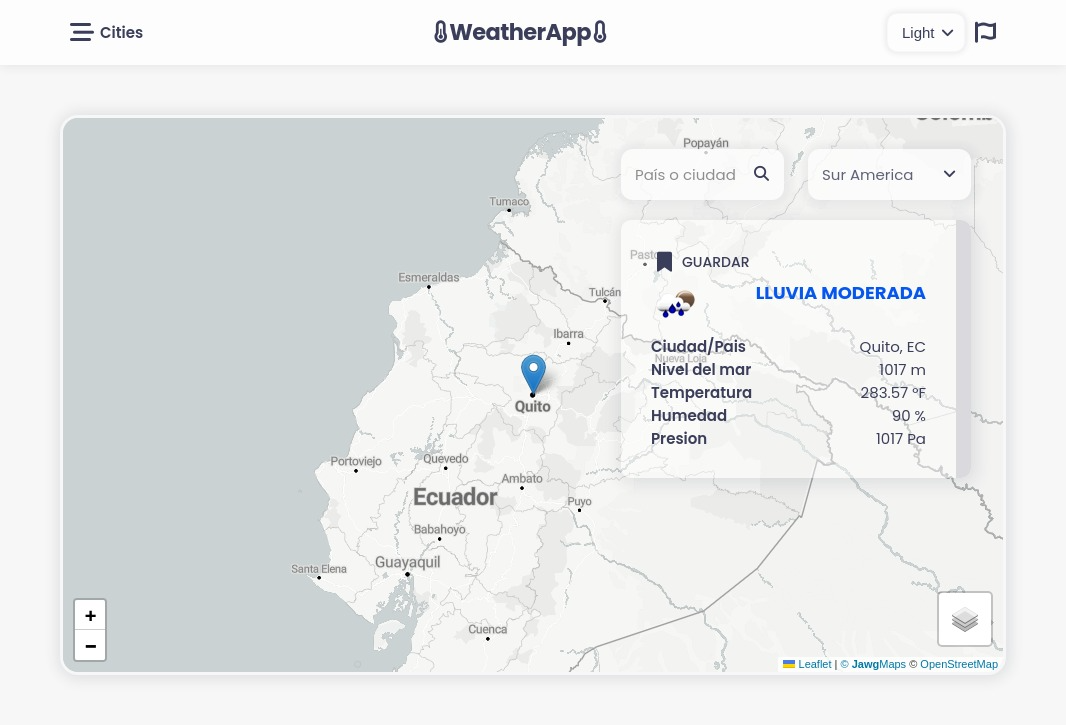 Cities
WeatherApp
Light
Popayán
País o ciudad
Sur America
Tumaco
Pasto
GUARDAR
Esmeraldas
Tulcán
LLUVIA MODERADA
Ibarra
Ciudad/Pais Quito, EC
Nueva Loja
Nivel del mar 1017 m
Temperatura 283.57 °F
Quito
Humedad 90 %
Presion 1017 Pa
Portoviejo
Quevedo
Ambato
Ecuador
Puyo
Babahoyo
Guayaquil
Santa Elena
Cuenca
+
−
Leaflet | © JawgMaps © OpenStreetMap